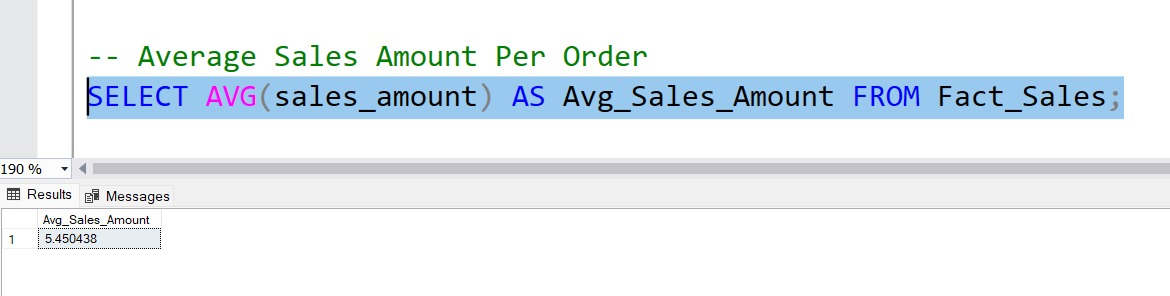 -- Average Sales Amount Per Order
SELECT AVG(sales_amount) AS Avg_Sales_Amount FROM Fact_Sales;
190 %
Results Messages
Avg_Sales_Amount
1 5.450438